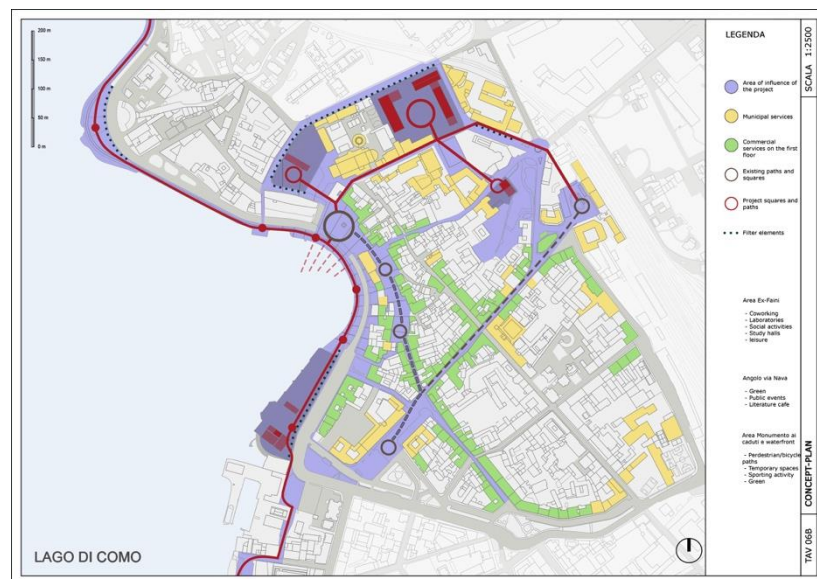 200 m
150 m
100 m
50 m
0 m
LAGO DI COMO
LEGENDA
Area of influence of
the project
Municipal services
Commercial
services on the first
floor
Existing paths and
squares
Project squares and
paths
Filter elements
Area Ex-Faini
- Coworking
- Laboratories
- Social activities
- Study halls
- leisure
Angolo via Nava
- Green
- Public events
- Literature cafe
Area Monumento ai
caduti e waterfront
- Perdestrian/bicycle
paths
- Temporary spaces
- Sporting activity
- Green
SCALA 1:2500
CONCEPT-PLAN
TAV 06B